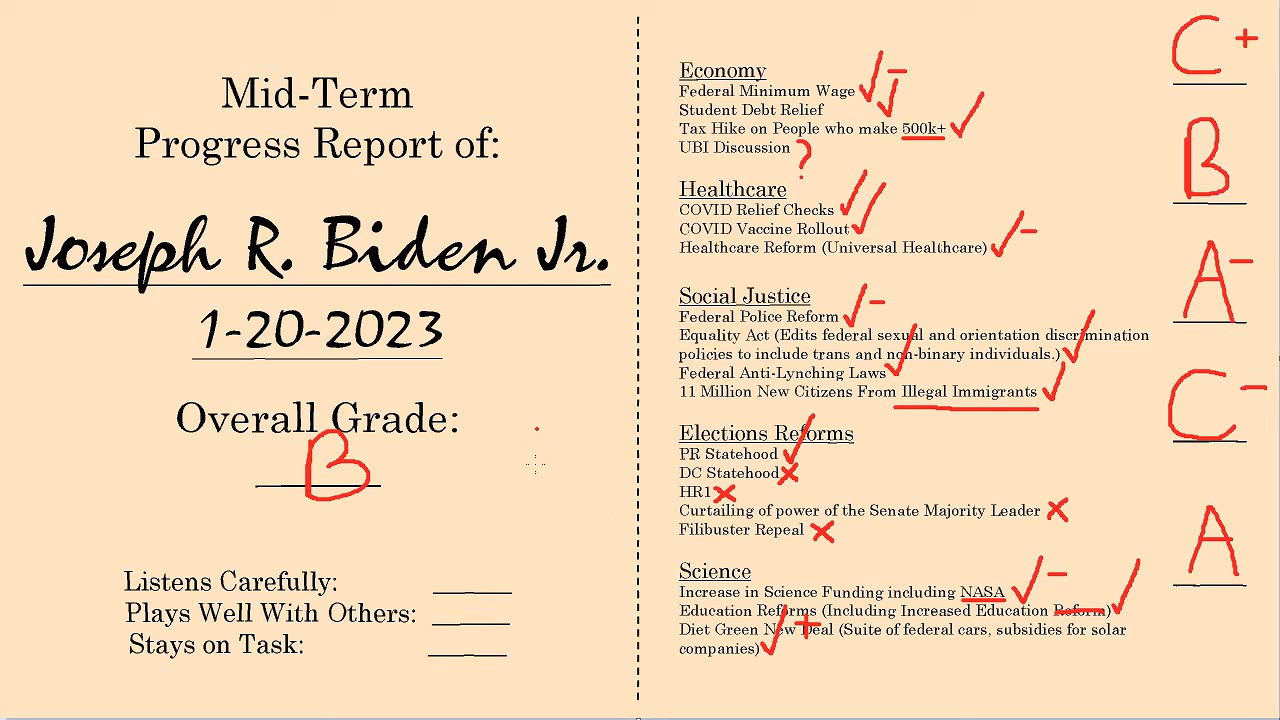 Mid-Term
Progress Report of:
Joseph R. Biden Jr.
1-20-2023
Overall Grade:
B
Listens Carefully:
Plays Well With Others:
Stays on Task:
Economy
C+
Federal Minimum Wage
Student Debt Relief
Tax Hike on People who make 500k+
UBI Discussion ?
B
Healthcare
COVID Relief Checks
COVID Vaccine Rollout
Healthcare Reform (Universal Healthcare)
A-
Social Justice
Federal Police Reform
Equality Act (Edits federal sexual and orientation discrimination
policies to include trans and non-binary individuals.)
Federal Anti-Lynching Laws
11 Million New Citizens From Illegal Immigrants
C-
Elections Reforms
PR Statehood
DC Statehood
HR1
Curtailing of power of the Senate Majority Leader
Filibuster Repeal
A
Science
Increase in Science Funding including NASA
Education Reforms (Including Increased Education Reform)
Diet Green New Deal (Suite of federal cars, subsidies for solar
companies)